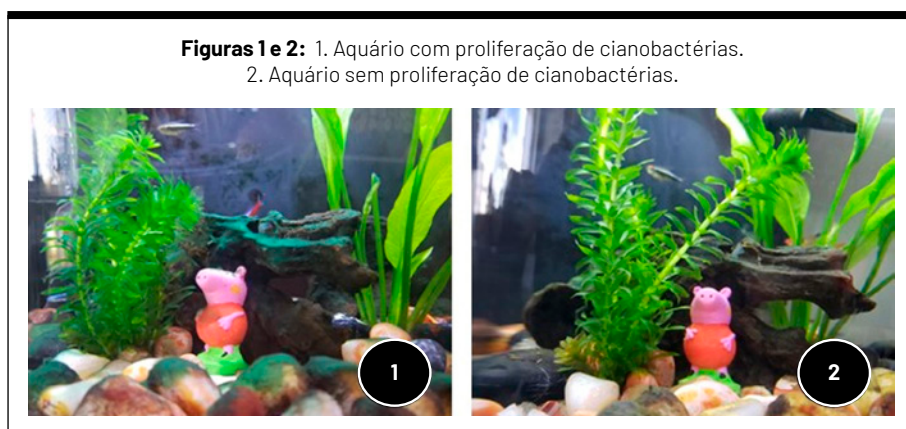 Figuras 1 e 2: 1. Aquário com proliferação de cianobactérias.
2. Aquário sem proliferação de cianobactérias.
1
2